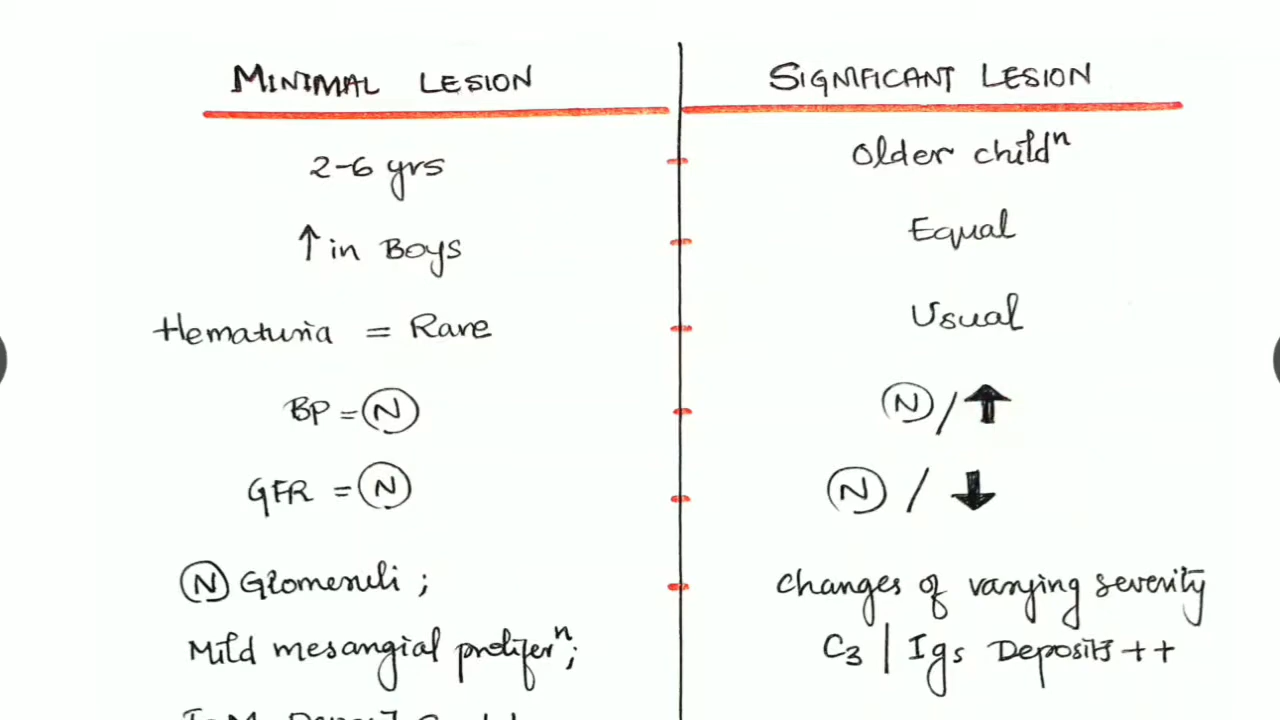 MINIMAL LESION
SIGNIFICANT LESION
2-6 yrs
Older childⁿ
↑ in Boys
Equal
Hematuria = Rare
Usual
BP = N
N / ↑
GFR = N
N / ↓
N Glomeruli ;
Changes of varying severity
Mild mesangial proliferⁿ;
C3 | Igs Deposits ++